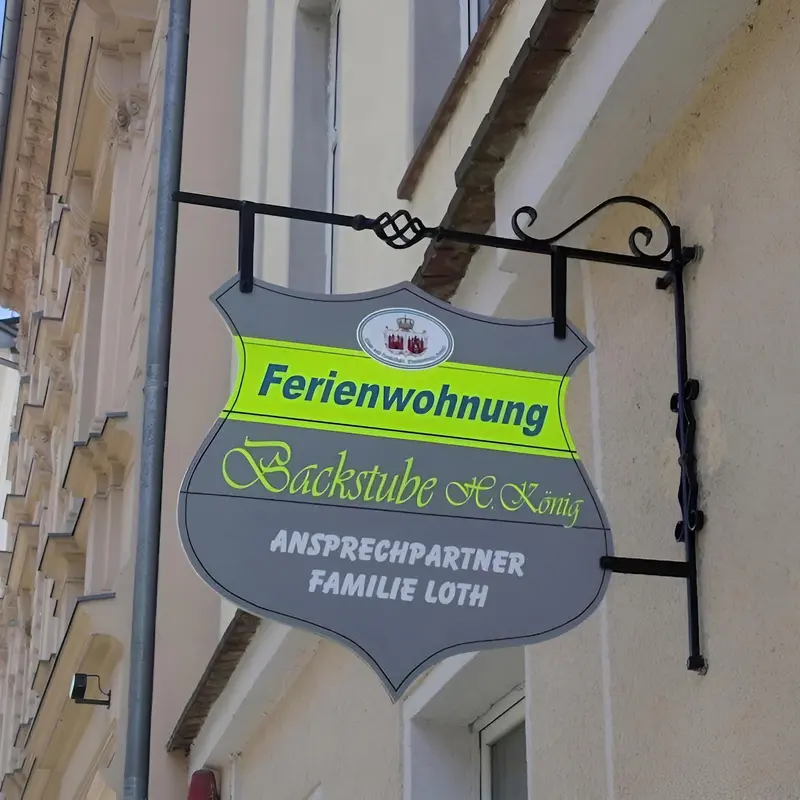 Ferienwohnung
Backstube H. König
ANSPRECHPARTNER
FAMILIE LOTH